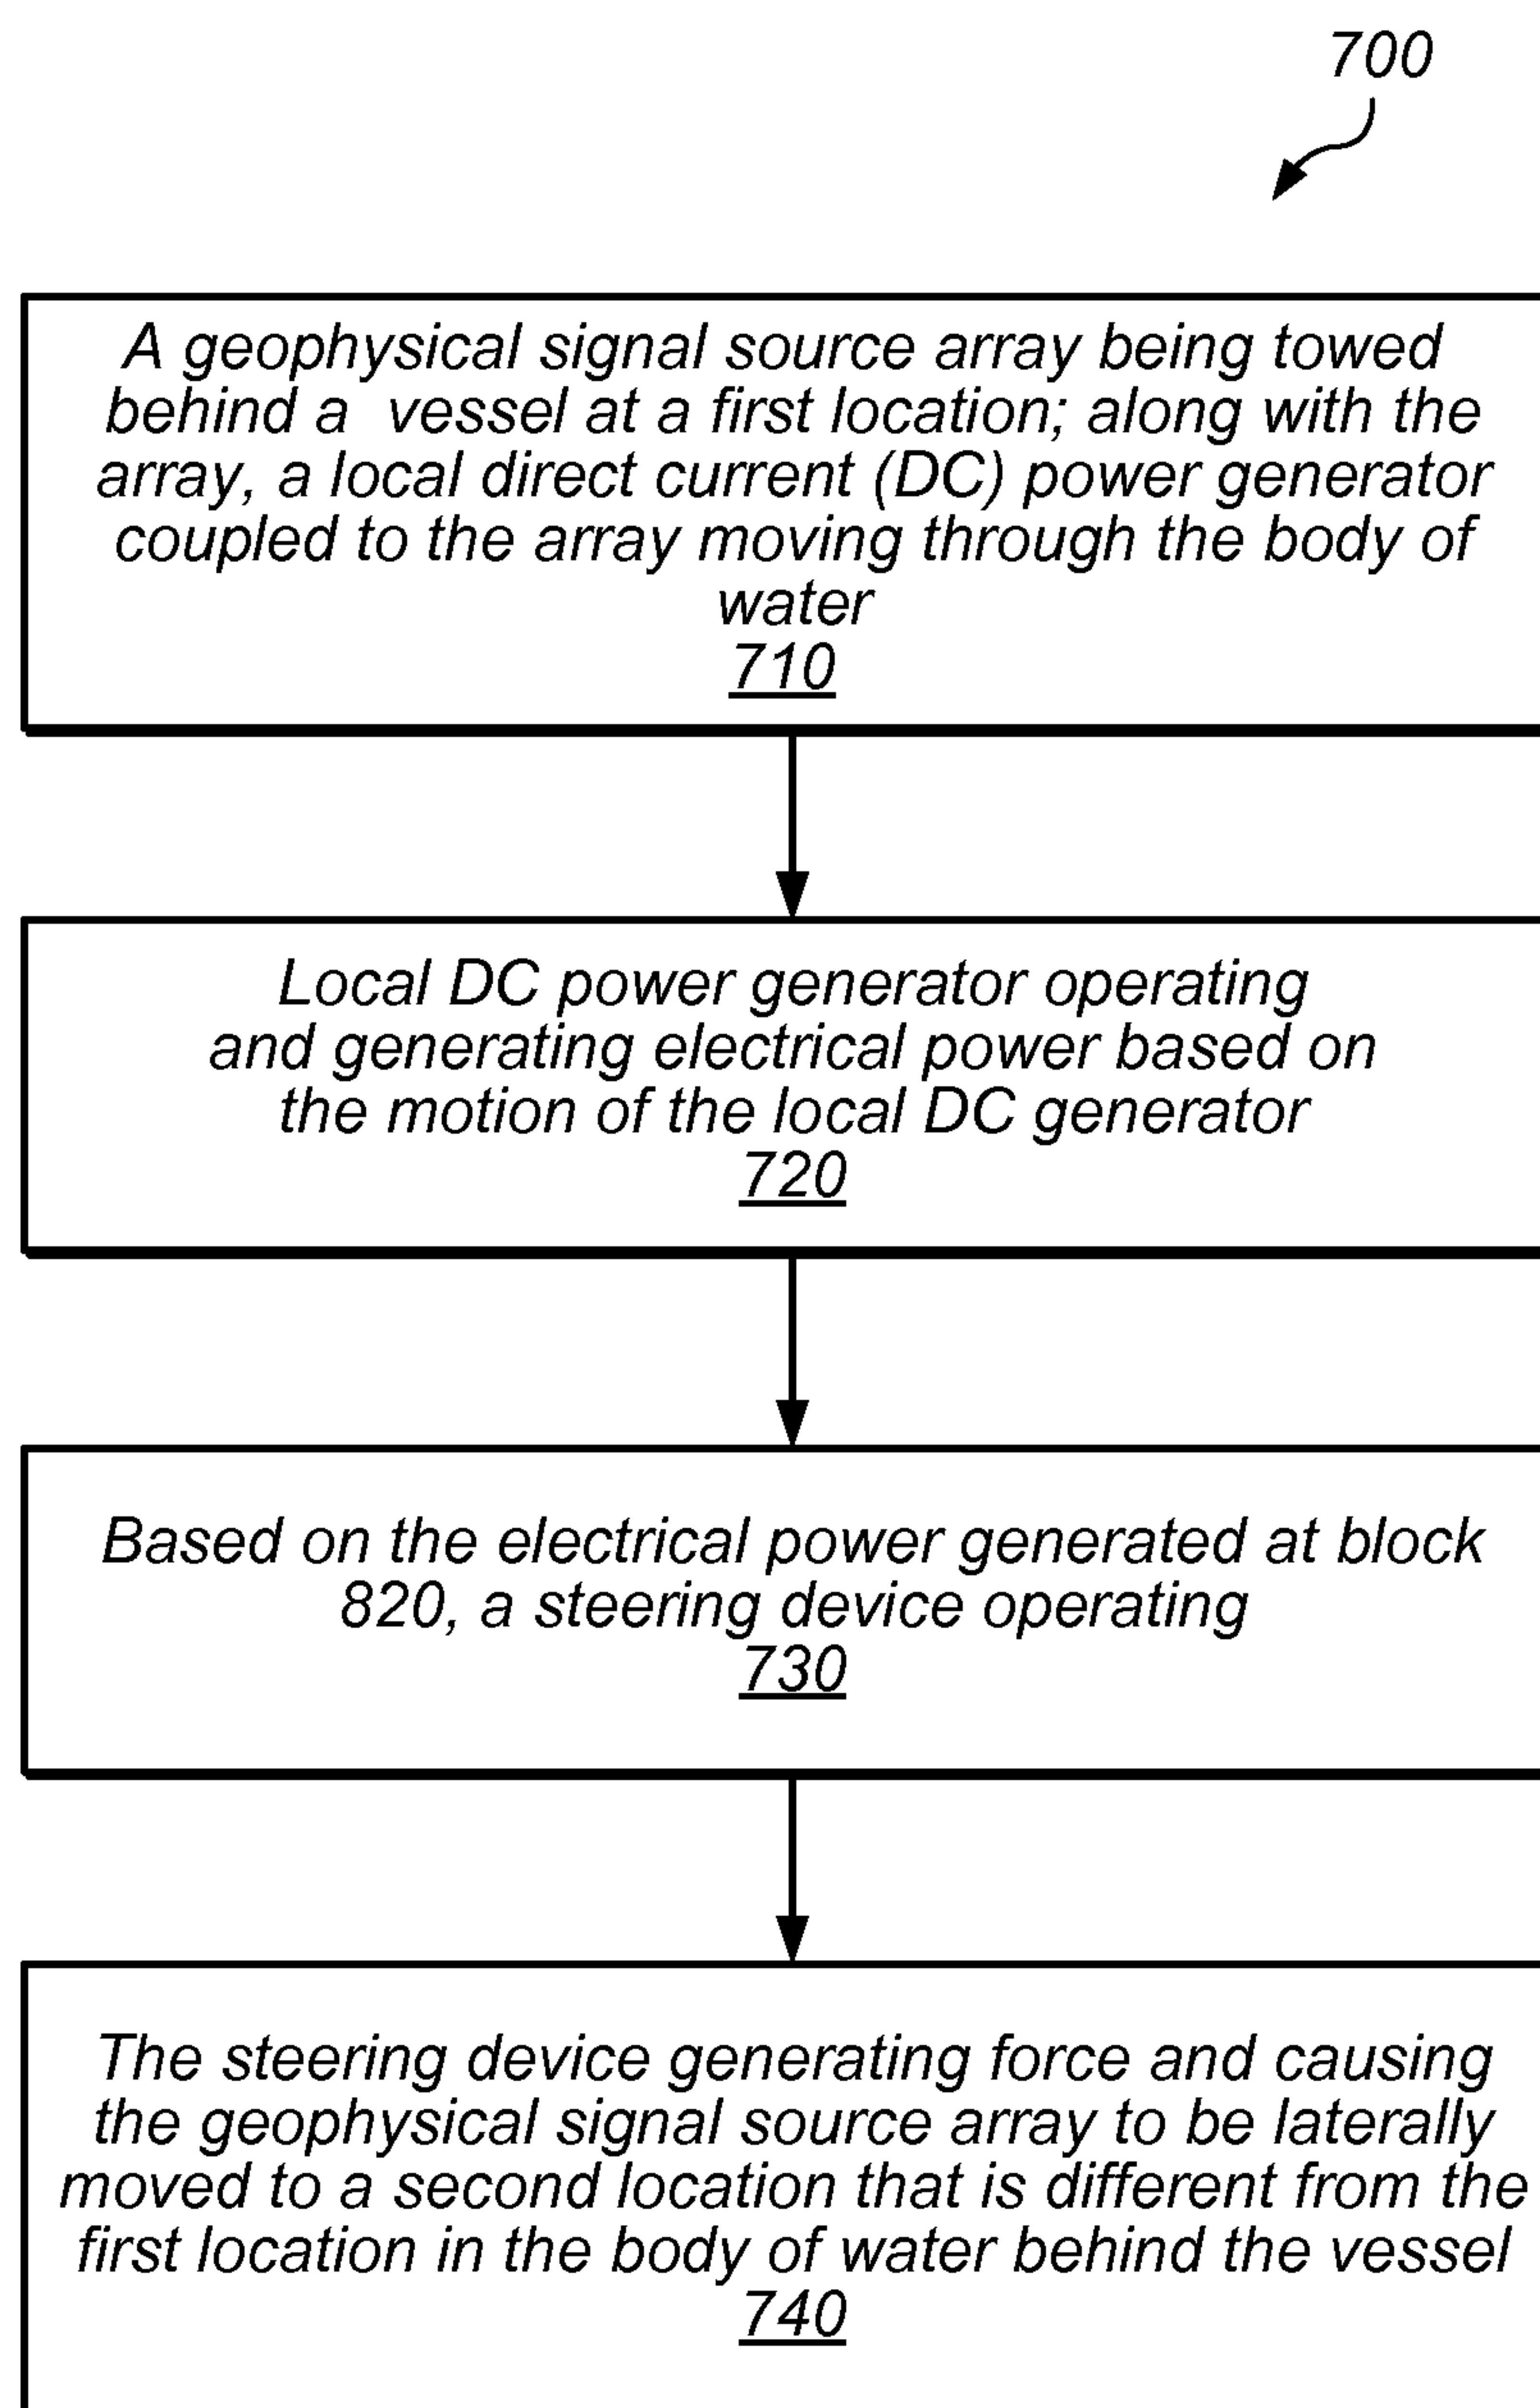 700
A geophysical signal source array being towed
behind a vessel at a first location; along with the
array, a local direct current (DC) power generator
coupled to the array moving through the body of
water
710
Local DC power generator operating
and generating electrical power based on
the motion of the local DC generator
720
Based on the electrical power generated at block
820, a steering device operating
730
The steering device generating force and causing
the geophysical signal source array to be laterally
moved to a second location that is different from the
first location in the body of water behind the vessel
740